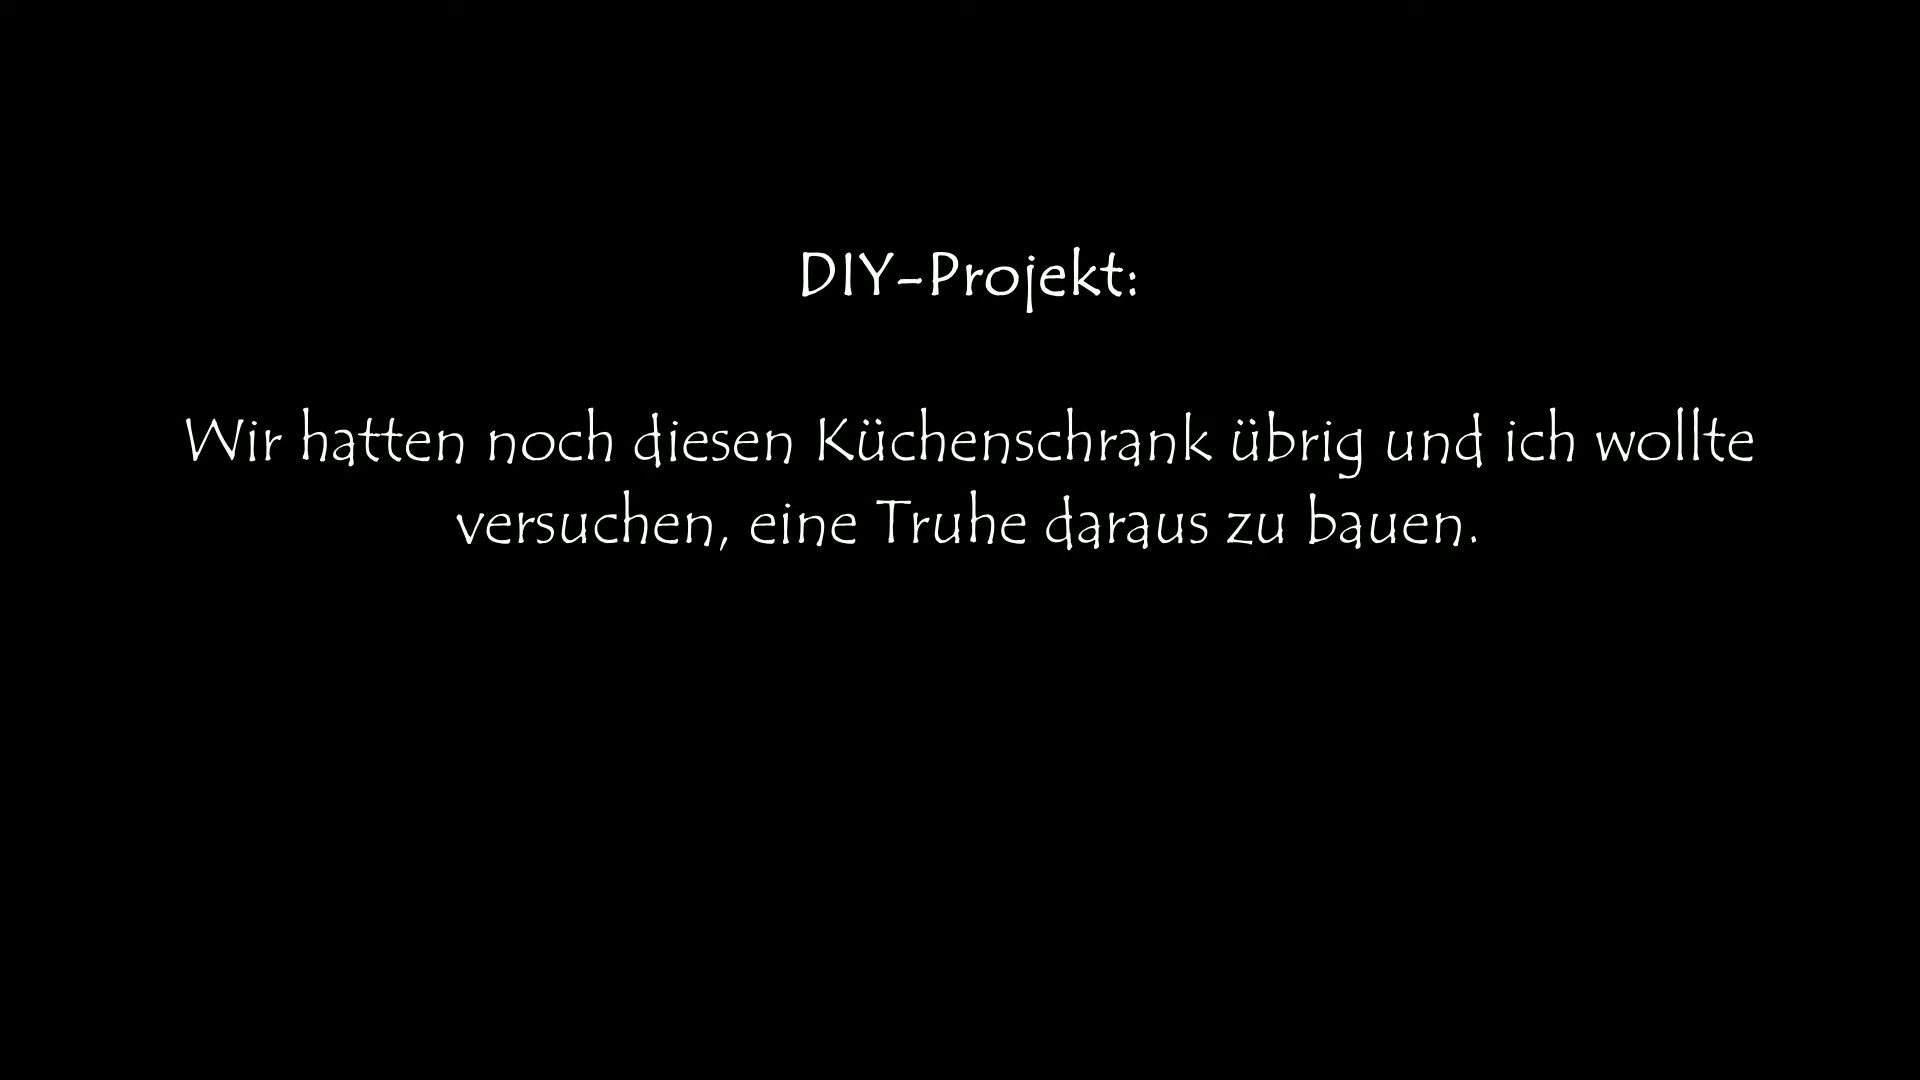 DIY-Projekt:
Wir hatten noch diesen Küchenschrank übrig und ich wollte
versuchen, eine Truhe daraus zu bauen.